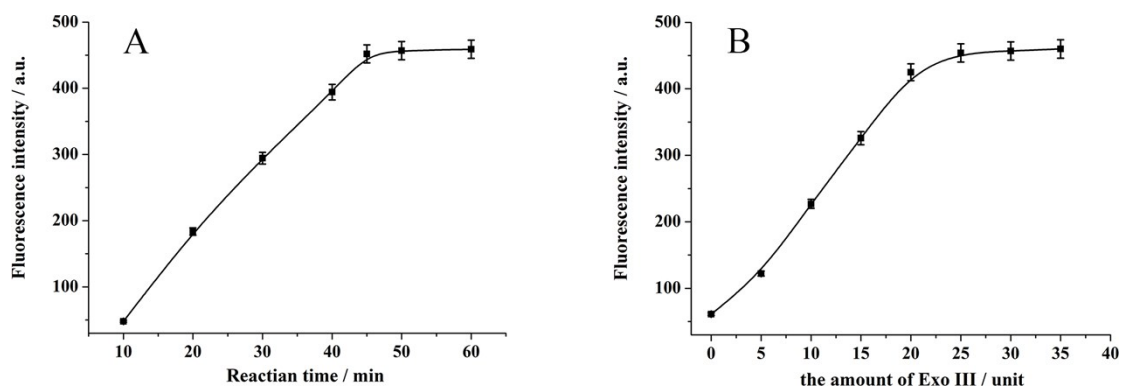 A
Fluorescence intensity / a.u.
500
400
300
200
100
10 20 30 40 50 60
Reactian time / min
B
Fluorescence intensity / a.u.
500
400
300
200
100
0 5 10 15 20 25 30 35 40
the amount of Exo III / unit